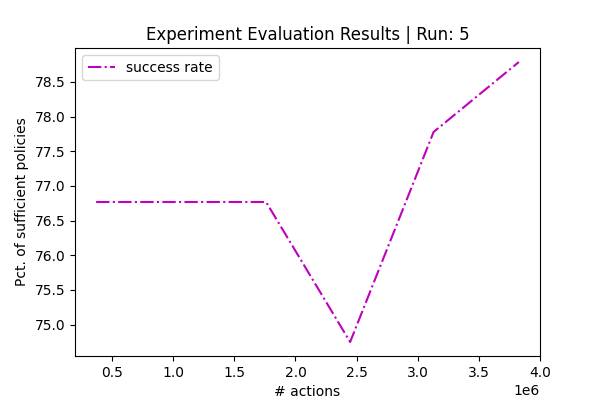 Experiment Evaluation Results | Run: 5
success rate
Pct. of sufficient policies
78.5
78.0
77.5
77.0
76.5
76.0
75.5
75.0
0.5 1.0 1.5 2.0 2.5 3.0 3.5 4.0
1e6
# actions